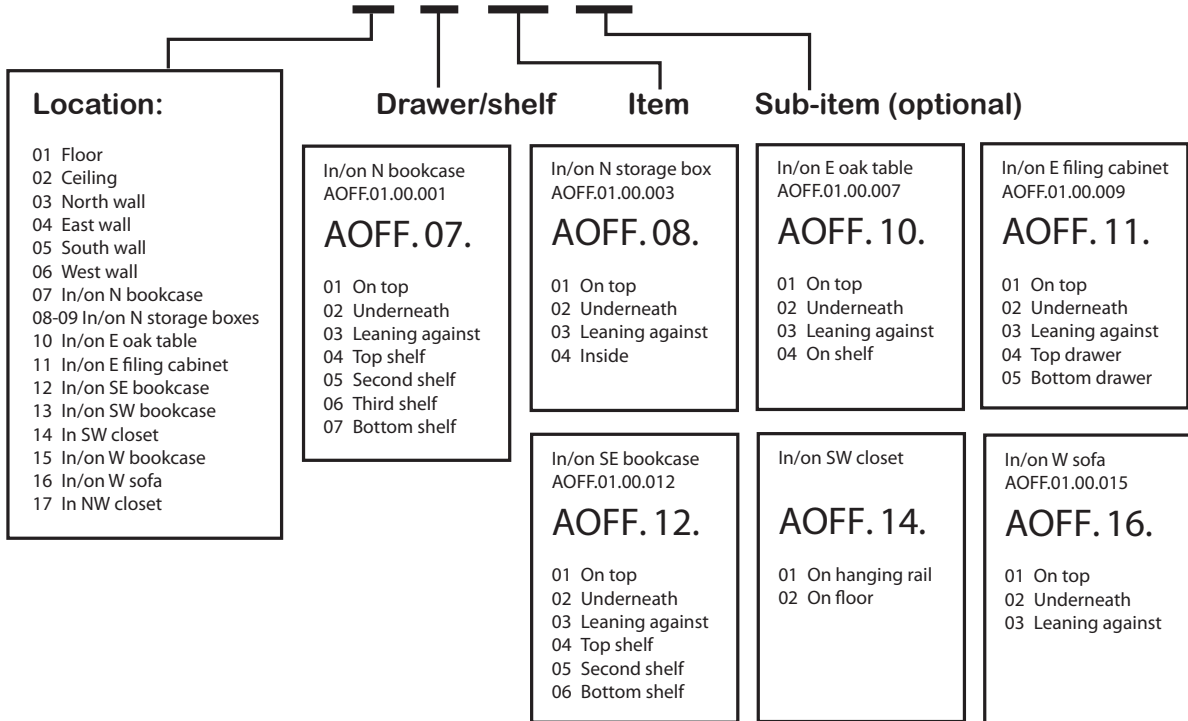 Location:
01 Floor
02 Ceiling
03 North wall
04 East wall
05 South wall
06 West wall
07 In/on N bookcase
08-09 In/on N storage boxes
10 In/on E oak table
11 In/on E filing cabinet
12 In/on SE bookcase
13 In/on SW bookcase
14 In SW closet
15 In/on W bookcase
16 In/on W sofa
17 In NW closet
Drawer/shelf
Item
Sub-item (optional)
In/on N bookcase
AOFF.01.00.001
AOFF. 07.
01 On top
02 Underneath
03 Leaning against
04 Top shelf
05 Second shelf
06 Third shelf
07 Bottom shelf
In/on N storage box
AOFF.01.00.003
AOFF. 08.
01 On top
02 Underneath
03 Leaning against
04 Inside
In/on E oak table
AOFF.01.00.007
AOFF. 10.
01 On top
02 Underneath
03 Leaning against
04 On shelf
In/on E filing cabinet
AOFF.01.00.009
AOFF. 11.
01 On top
02 Underneath
03 Leaning against
04 Top drawer
05 Bottom drawer
In/on SE bookcase
AOFF.01.00.012
AOFF. 12.
01 On top
02 Underneath
03 Leaning against
04 Top shelf
05 Second shelf
06 Bottom shelf
In/on SW closet
AOFF. 14.
01 On hanging rail
02 On floor
In/on W sofa
AOFF.01.00.015
AOFF. 16.
01 On top
02 Underneath
03 Leaning against